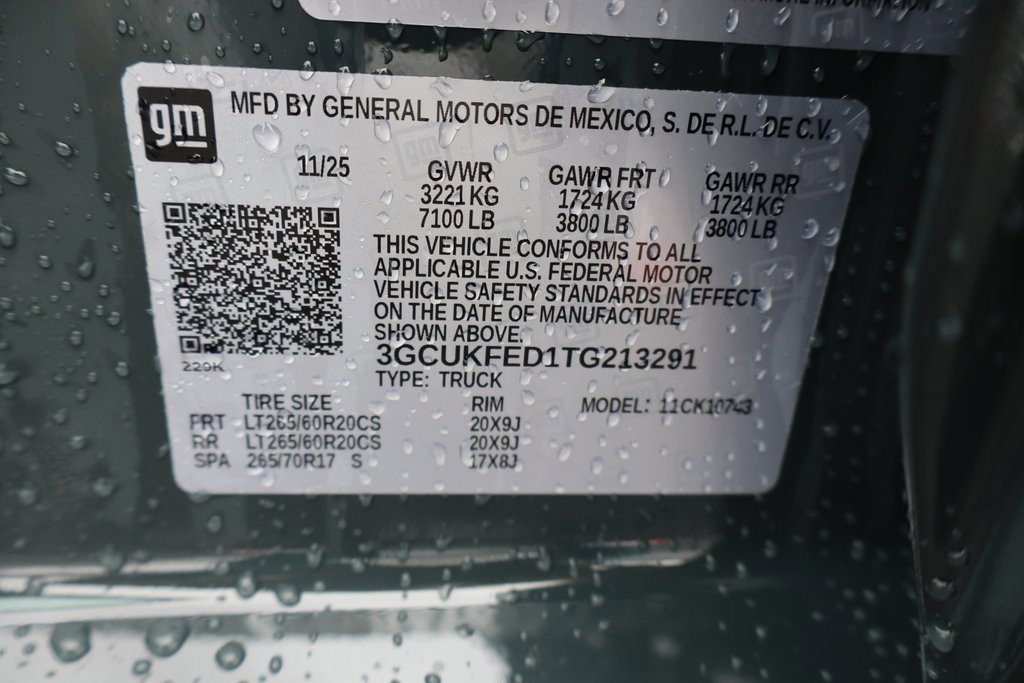 MORE INFORMATION
gm
MFD BY GENERAL MOTORS DE MEXICO, S. DE R.L. DE C.V.
11/25 GVWR GAWR FRT GAWR RR
3221 KG 1724 KG 1724 KG
7100 LB 3800 LB 3800 LB
THIS VEHICLE CONFORMS TO ALL
APPLICABLE U.S. FEDERAL MOTOR
VEHICLE SAFETY STANDARDS IN EFFECT
ON THE DATE OF MANUFACTURE
SHOWN ABOVE.
229K
3GCUKFED1TG213291
TYPE: TRUCK
TIRE SIZE RIM MODEL: 11CK10743
FRT LT265/60R20CS 20X9J
RR LT265/60R20CS 20X9J
SPA 265/70R17 S 17X8J